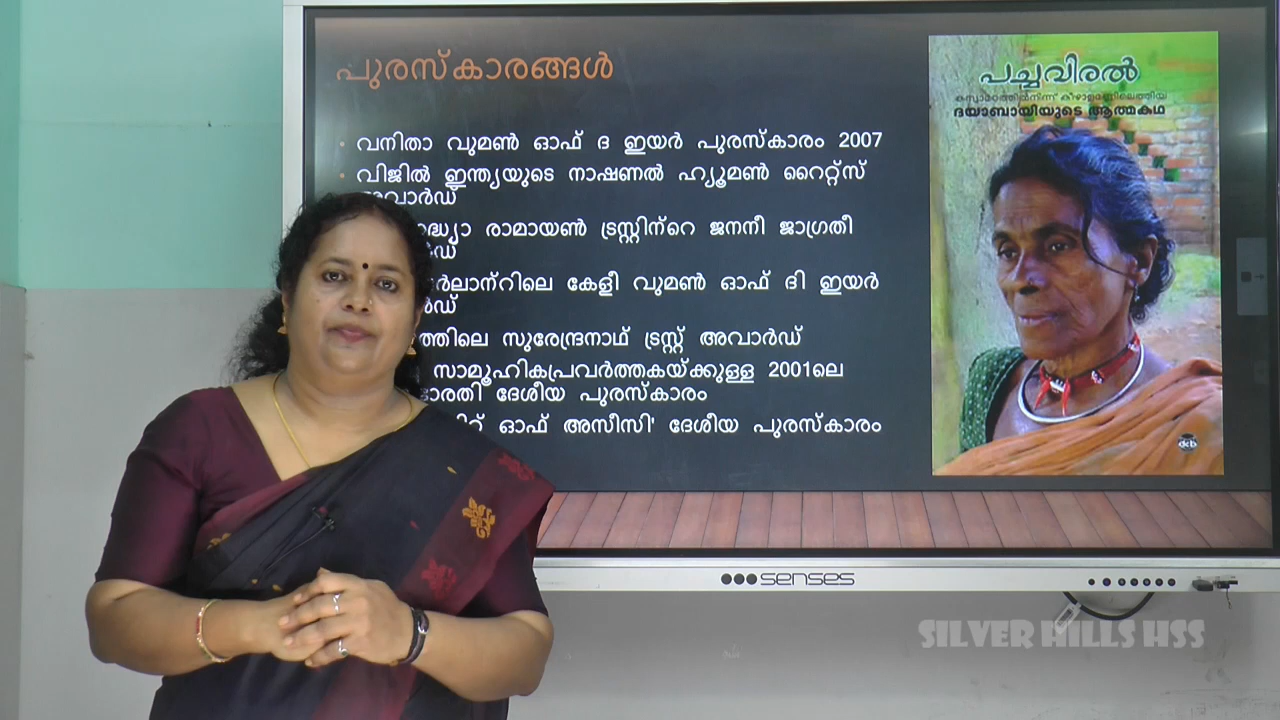 പുരസ്കാരങ്ങൾ
വനിതാ വുമൺ ഓഫ് ദ ഇയർ പുരസ്കാരം 2007
വിജിൽ ഇന്ത്യയുടെ നാഷണൽ ഹ്യൂമൺ റൈറ്റ്സ്
രാമായൺ ട്രസ്റ്റിന്റെ ജനനീ ജാഗ്രതീ
കേളീ വുമൺ ഓഫ് ദി ഇയർ
സുരേന്ദ്രനാഥ് ട്രസ്റ്റ് അവാർഡ്
സാമൂഹികപ്രവർത്തകയ്ക്കുള്ള 2001ലെ
ദേശീയ പുരസ്കാരം
ഓഫ് അസീസി' ദേശീയ പുരസ്കാരം
പച്ചവിരൽ
ദയാബായിയുടെ ആത്മകഥ
dcb
senses
SILVER HILLS HSS